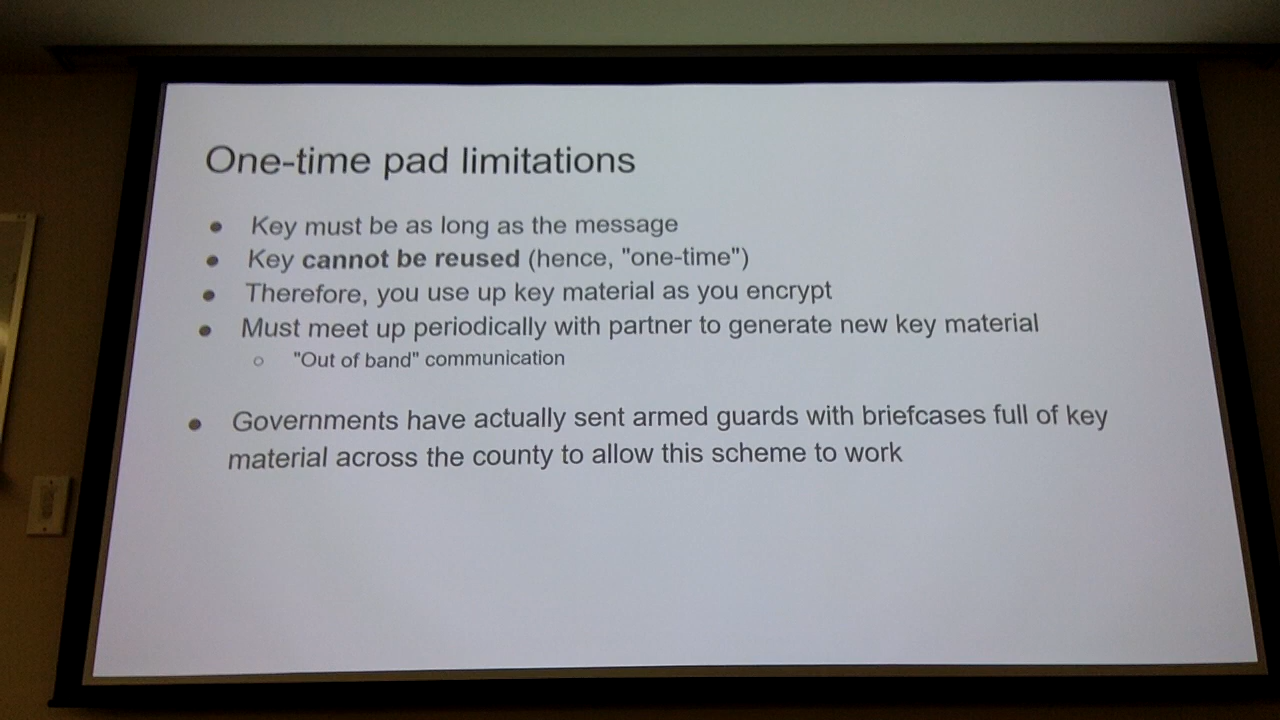 One-time pad limitations
● Key must be as long as the message
● Key cannot be reused (hence, "one-time")
● Therefore, you use up key material as you encrypt
● Must meet up periodically with partner to generate new key material
○ "Out of band" communication
● Governments have actually sent armed guards with briefcases full of key
material across the county to allow this scheme to work